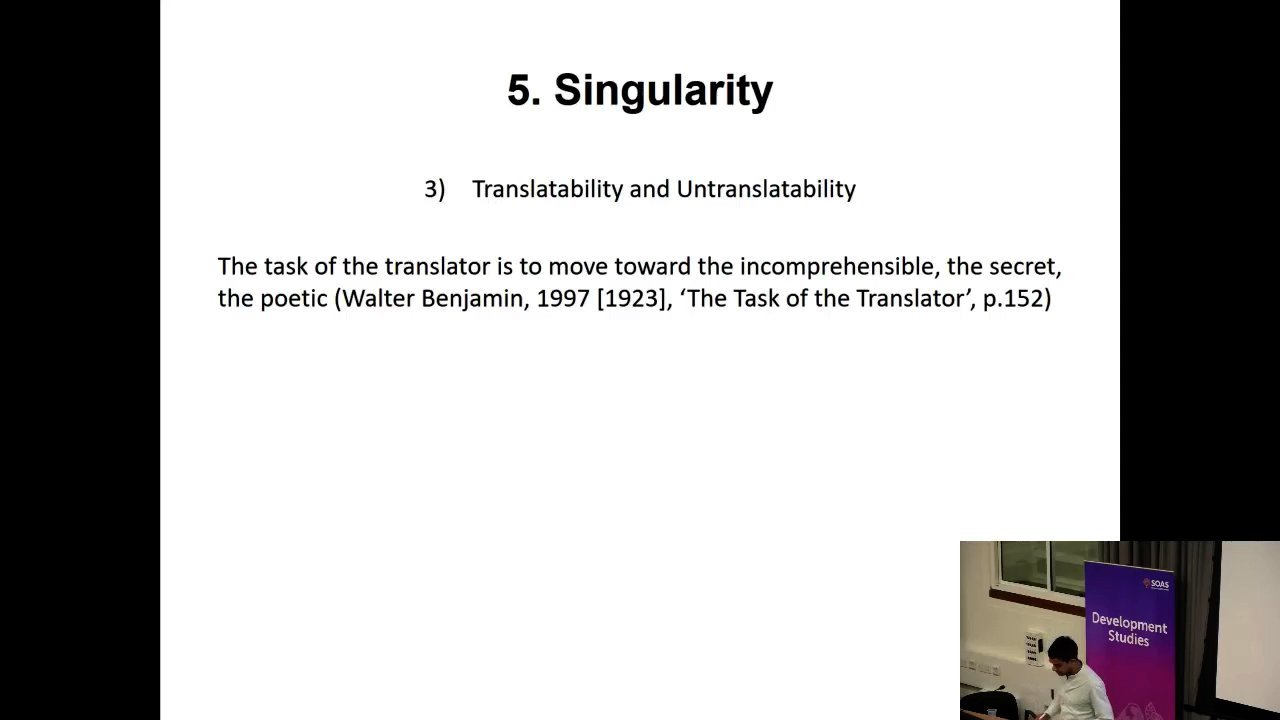 5. Singularity
3) Translatability and Untranslatability
The task of the translator is to move toward the incomprehensible, the secret,
the poetic (Walter Benjamin, 1997 [1923], ‘The Task of the Translator’, p.152)
SOAS
Development
Studies